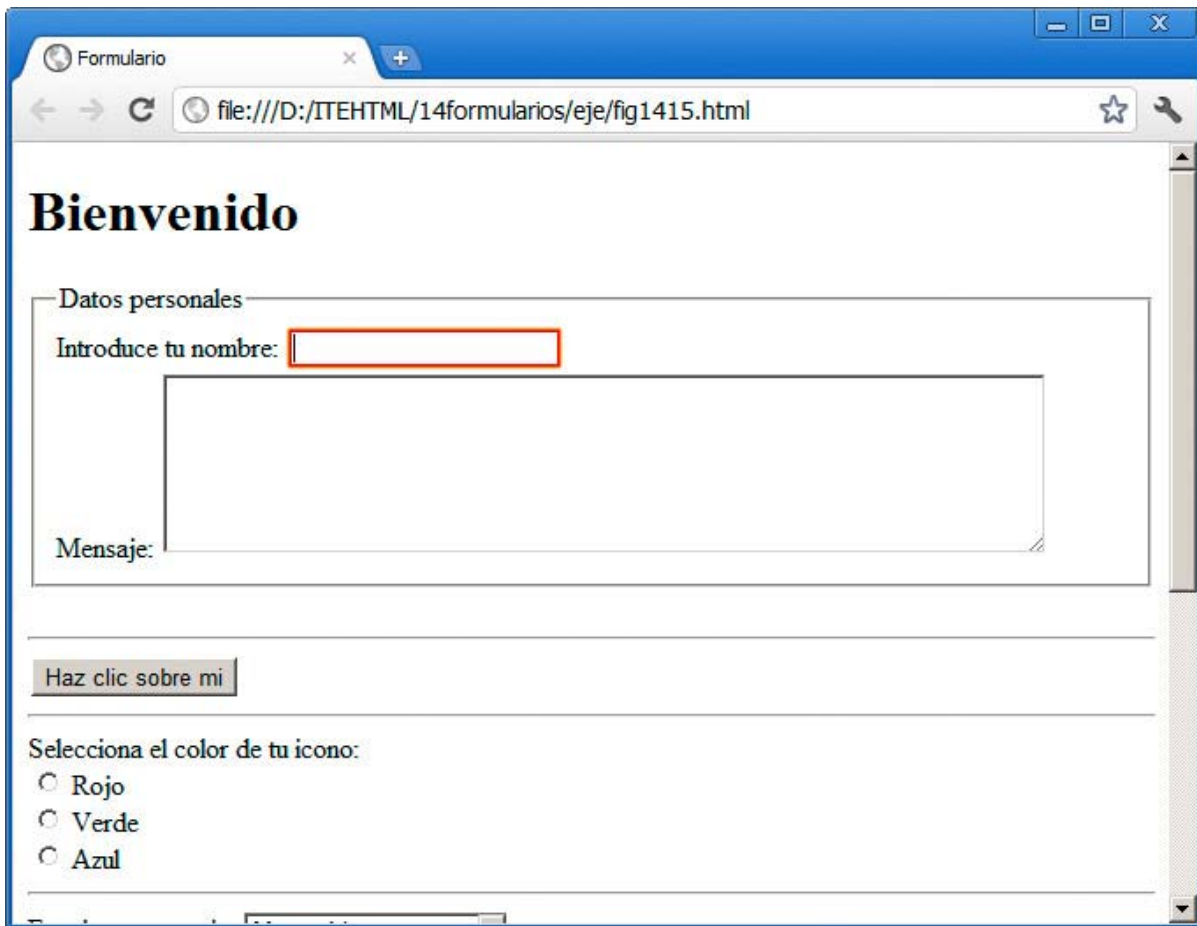 Formulario
file:///D:/ITEHTML/14formularios/eje/fig1415.html
Bienvenido
Datos personales
Introduce tu nombre:
Mensaje:
Haz clic sobre mi
Selecciona el color de tu icono:
Rojo
Verde
Azul